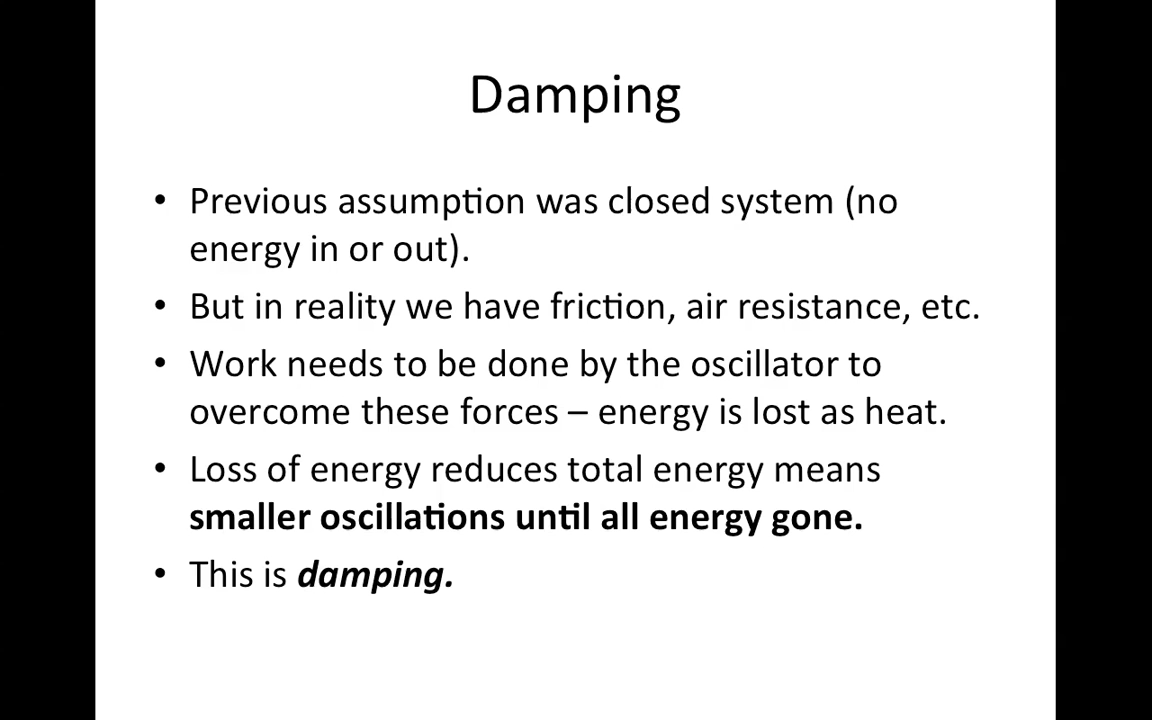 Damping
• Previous assumption was closed system (no
energy in or out).
• But in reality we have friction, air resistance, etc.
• Work needs to be done by the oscillator to
overcome these forces – energy is lost as heat.
• Loss of energy reduces total energy means
smaller oscillations until all energy gone.
• This is damping.